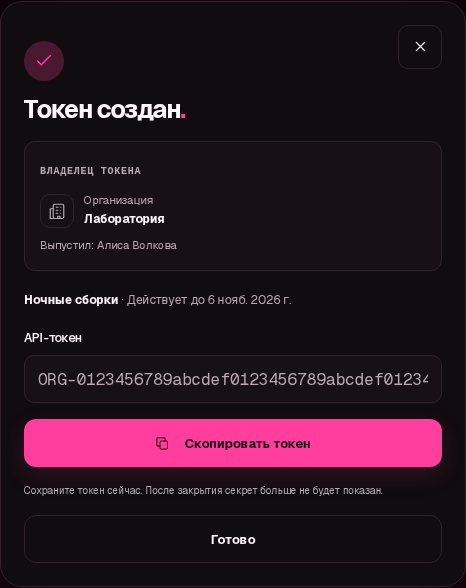 Токен создан.
ВЛАДЕЛЕЦ ТОКЕНА
Организация
Лаборатория
Выпустил: Алиса Волкова
Ночные сборки · Действует до 6 нояб. 2026 г.
API-токен
ORG-0123456789abcdef0123456789abcdef01234
Скопировать токен
Сохраните токен сейчас. После закрытия секрет больше не будет показан.
Готово